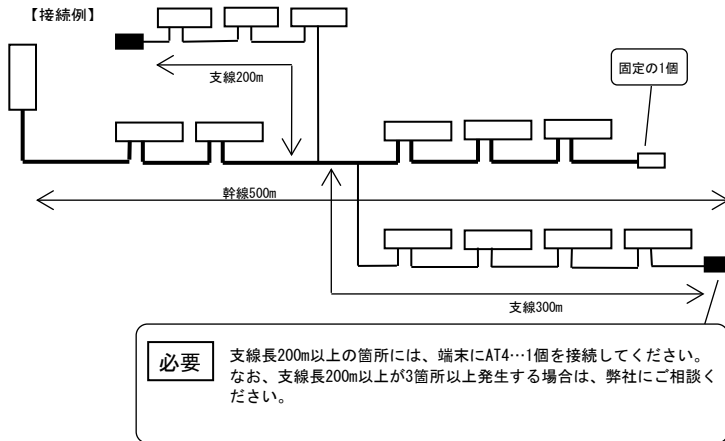 【接続例】
支線200m
固定の1個
幹線500m
支線300m
必要
支線長200m以上の箇所には、端末にAT4…1個を接続してください。
なお、支線長200m以上が3箇所以上発生する場合は、弊社にご相談く
ださい。